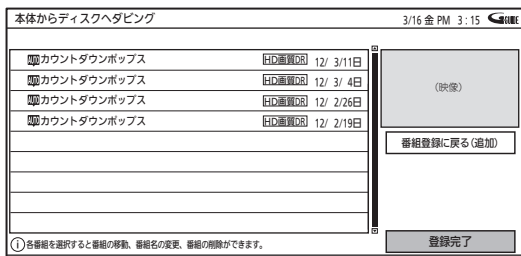 本体からディスクへダビング
3/16 金 PM 3:15 GGUIDE
カウントダウンポップス HD画質DR 12/ 3/11日
カウントダウンポップス HD画質DR 12/ 3/ 4日
カウントダウンポップス HD画質DR 12/ 2/26日
カウントダウンポップス HD画質DR 12/ 2/19日
(映像)
番組登録に戻る(追加)
i 各番組を選択すると番組の移動、番組名の変更、番組の削除ができます。
登録完了